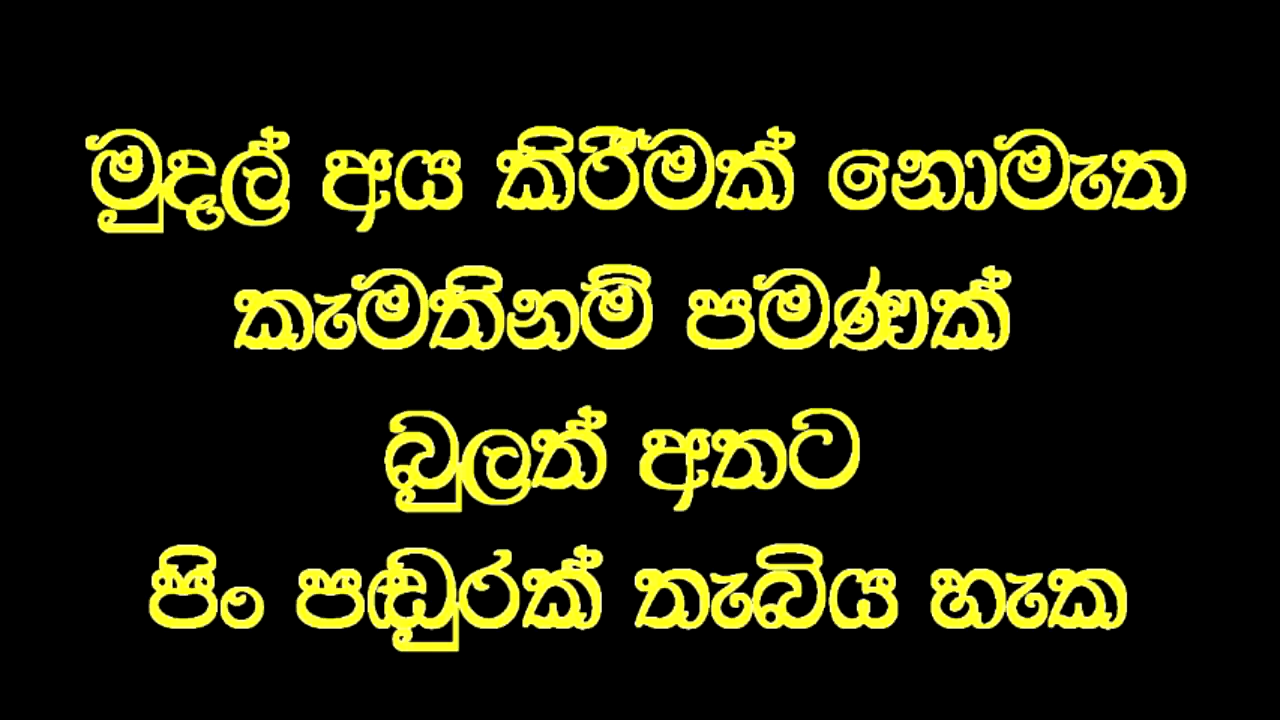 මුදල් අය කිරීමක් නොමැත
කැමතිනම් පමණක්
බුලත් අතට
පිං පඬුරක් තැබිය හැක